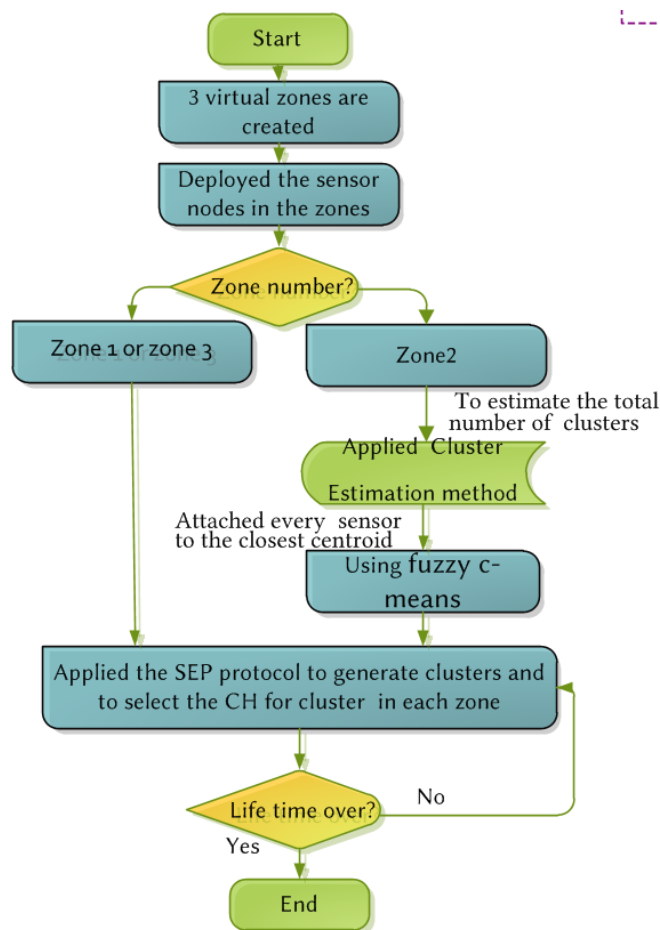 Start
3 virtual zones are
created
Deployed the sensor
nodes in the zones
Zone number?
Zone 1 or zone 3
Zone2
To estimate the total
number of clusters
Applied Cluster
Estimation method
Attached every sensor
to the closest centroid
Using fuzzy c-
means
Applied the SEP protocol to generate clusters and
to select the CH for cluster in each zone
Life time over?
No
Yes
End